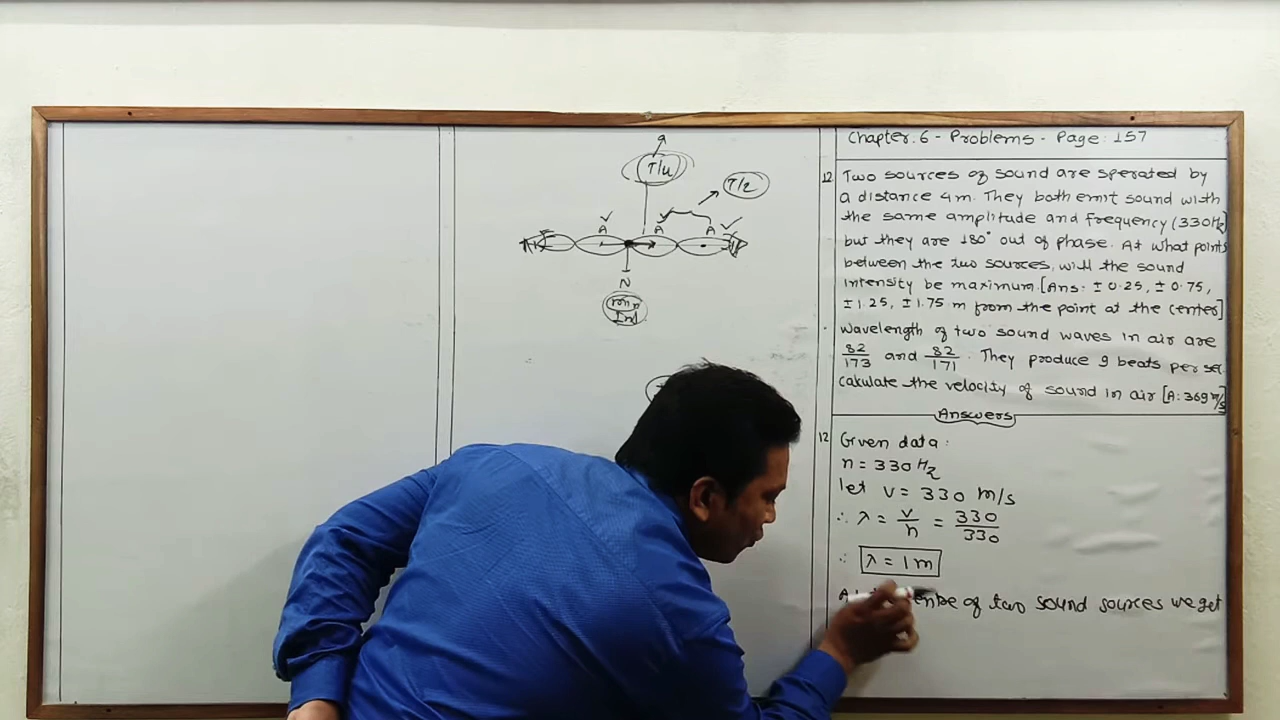 Chapter.6 - Problems - Page: 157
12 Two sources of sound are sperated by
a distance 4m. They both emit sound with
the same amplitude and frequency (330Hz)
but they are 180° out of phase. At what points
between the two sources, will the sound
intensity be maximum.[Ans: ± 0.25, ± 0.75,
± 1.25, ± 1.75 m from the point at the center]
wavelength of two sound waves in air are
82/173 and 82/171. They produce 9 beats per sec.
calculate the velocity of sound in air [A: 369 m/s]
Answers
12 Given data:
n = 330 Hz
let v = 330 m/s
∴ λ = v/n = 330/330
∴ λ = 1m
of two sound sources we get
λ/4
λ/2
A A A
N